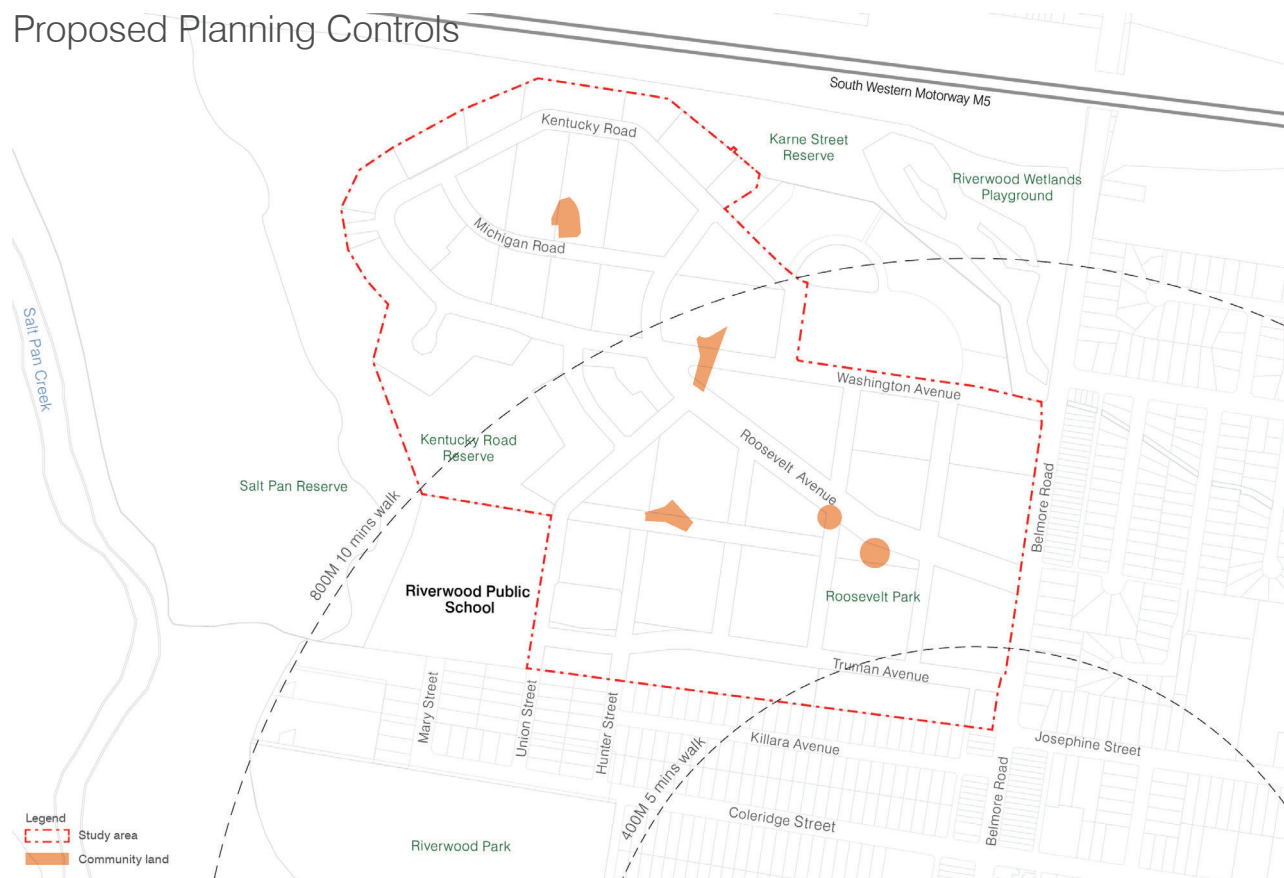 Proposed Planning Controls
South Western Motorway M5
Kentucky Road
Karne Street
Reserve
Riverwood Wetlands
Playground
Michigan Road
Salt Pan Creek
Washington Avenue
Kentucky Road
Reserve
Roosevelt Avenue
Salt Pan Reserve
Belmore Road
800M 10 mins walk
Riverwood Public
School
Roosevelt Park
Truman Avenue
Mary Street
Union Street
Hunter Street
Killara Avenue
Josephine Street
400M 5 mins walk
Belmore Road
Coleridge Street
Riverwood Park
Legend
Study area
Community land